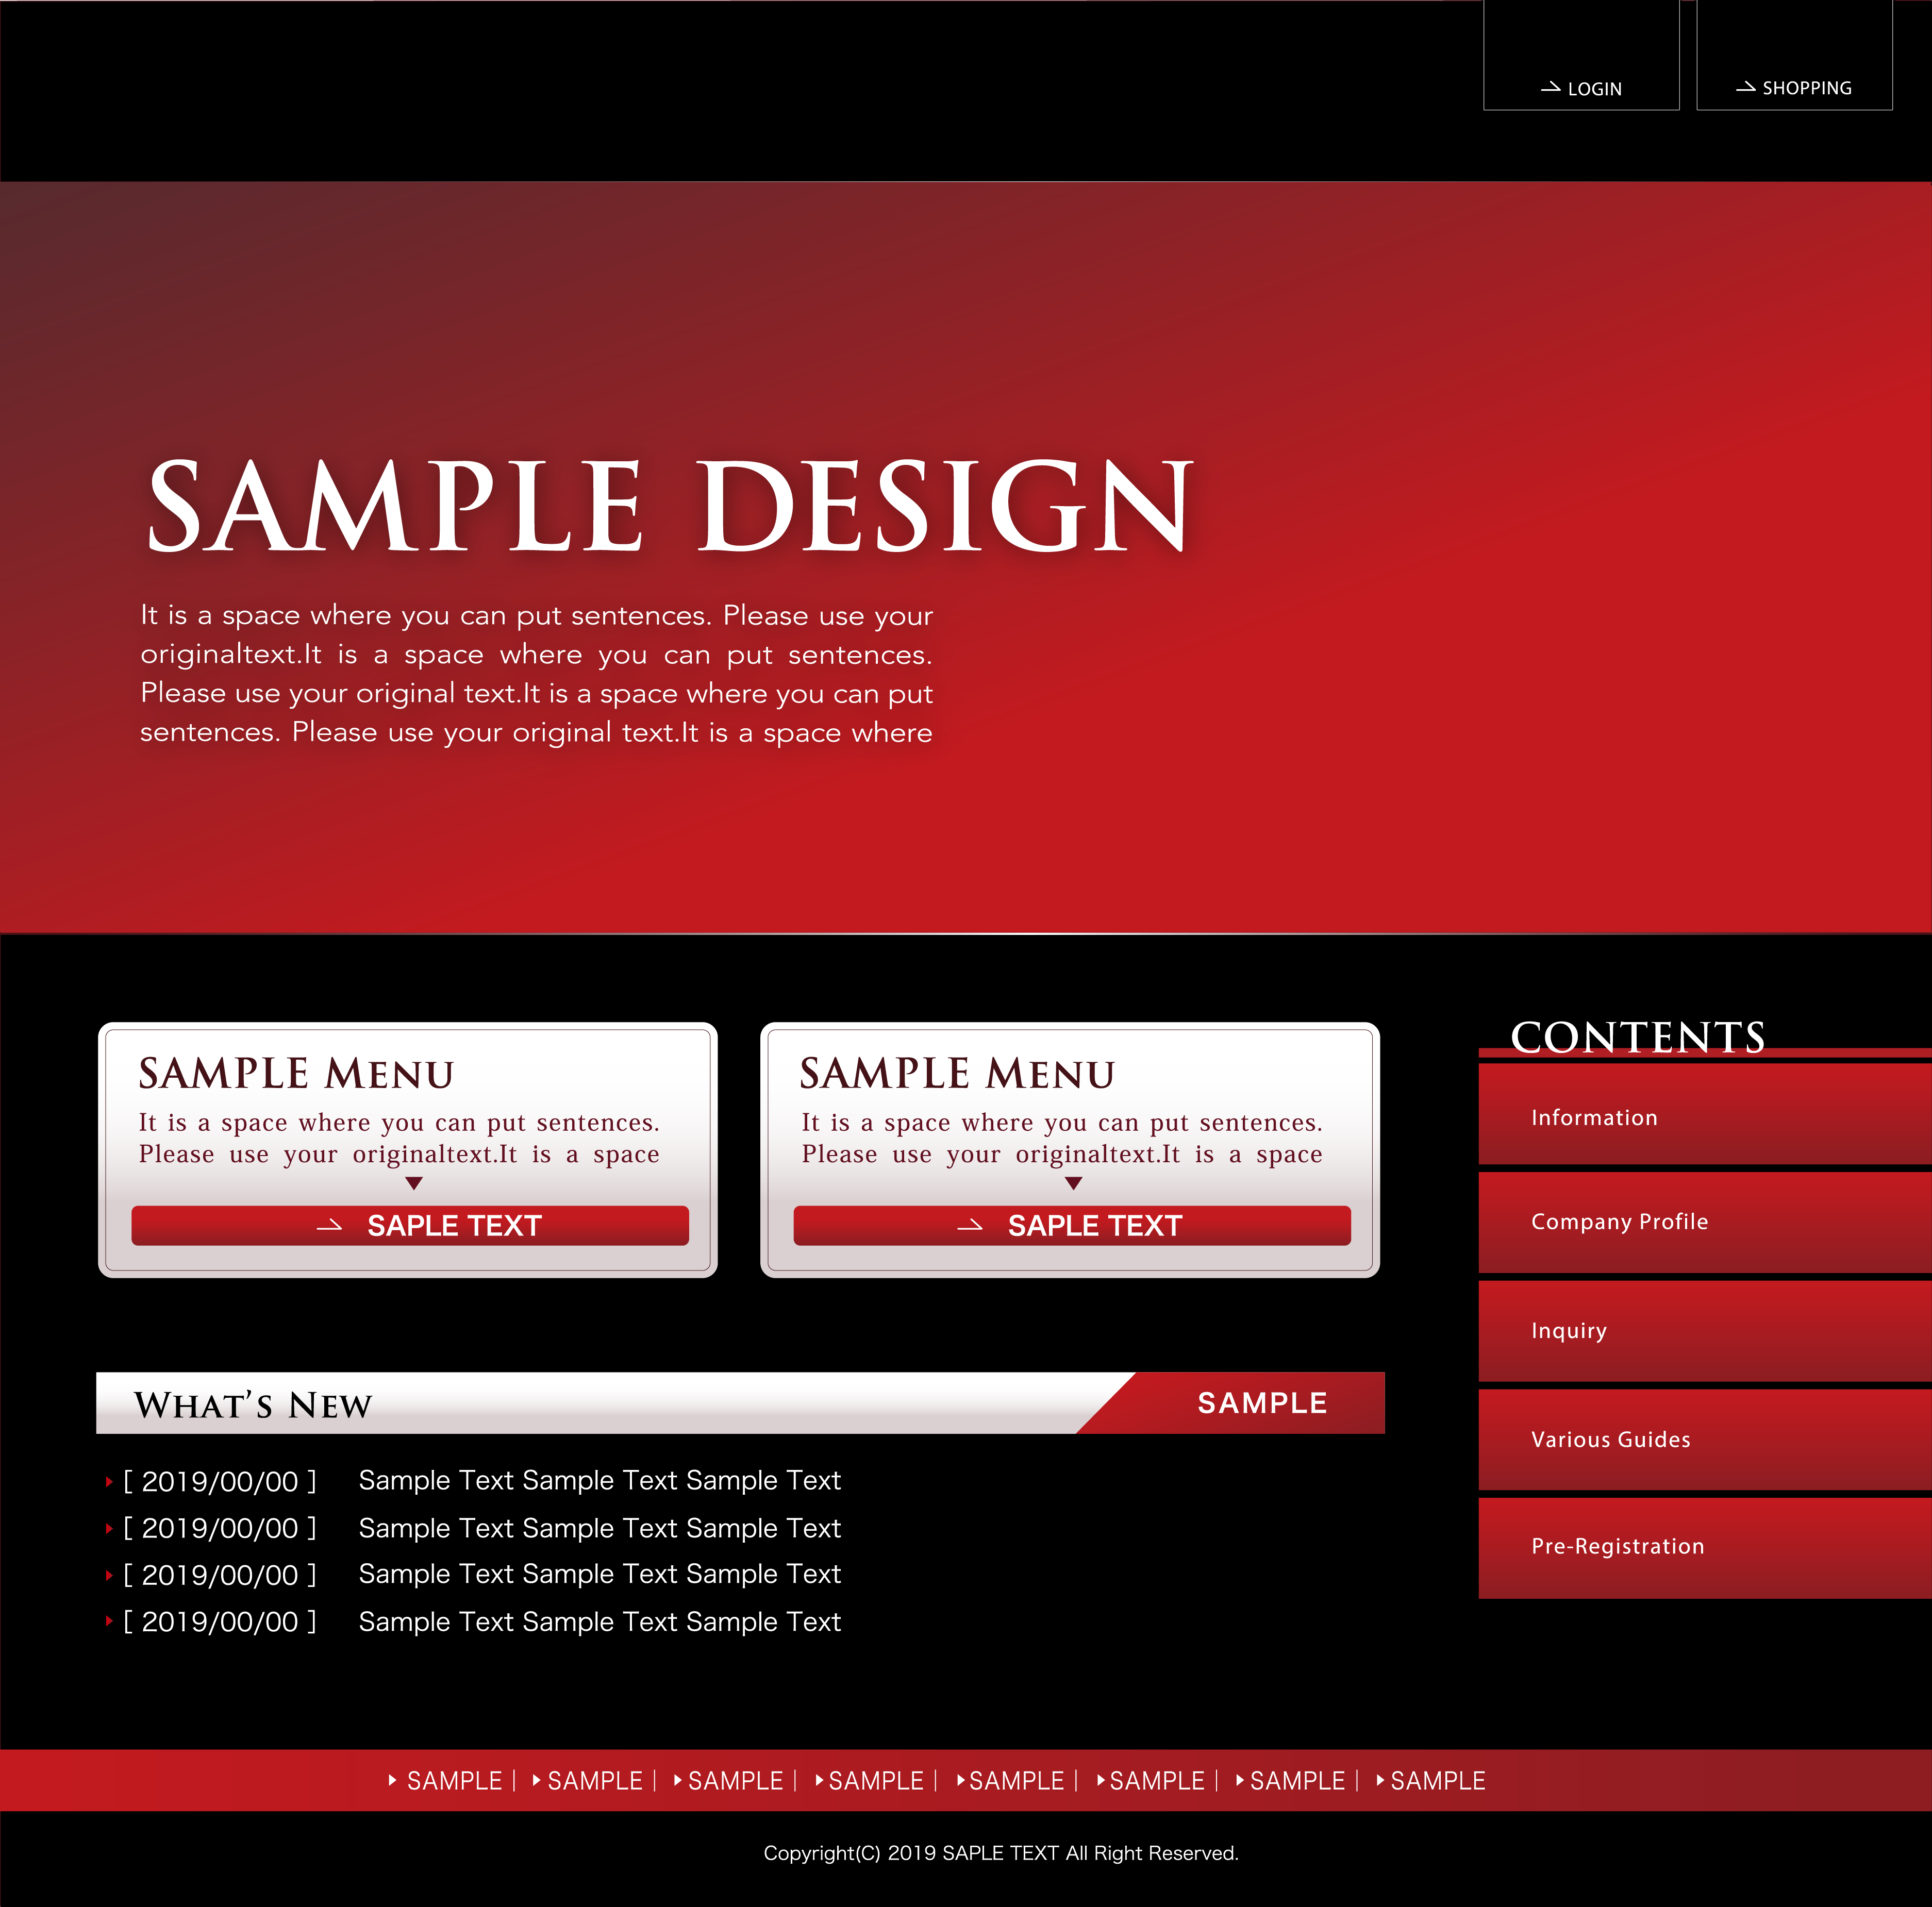 LOGIN
SHOPPING
SAMPLE DESIGN
It is a space where you can put sentences. Please use your
originaltext.It is a space where you can put sentences.
Please use your original text.It is a space where you can put
sentences. Please use your original text.It is a space where
SAMPLE MENU
It is a space where you can put sentences.
Please use your originaltext.It is a space
SAPLE TEXT
SAMPLE MENU
It is a space where you can put sentences.
Please use your originaltext.It is a space
SAPLE TEXT
CONTENTS
Information
Company Profile
Inquiry
Various Guides
Pre-Registration
WHAT'S NEW
SAMPLE
[ 2019/00/00 ] Sample Text Sample Text Sample Text
[ 2019/00/00 ] Sample Text Sample Text Sample Text
[ 2019/00/00 ] Sample Text Sample Text Sample Text
[ 2019/00/00 ] Sample Text Sample Text Sample Text
SAMPLE | SAMPLE | SAMPLE | SAMPLE | SAMPLE | SAMPLE | SAMPLE | SAMPLE
Copyright(C) 2019 SAPLE TEXT All Right Reserved.